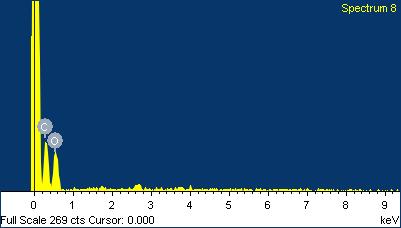 Spectrum 8
C
O
0 1 2 3 4 5 6 7 8 9
Full Scale 269 cts Cursor: 0.000 keV